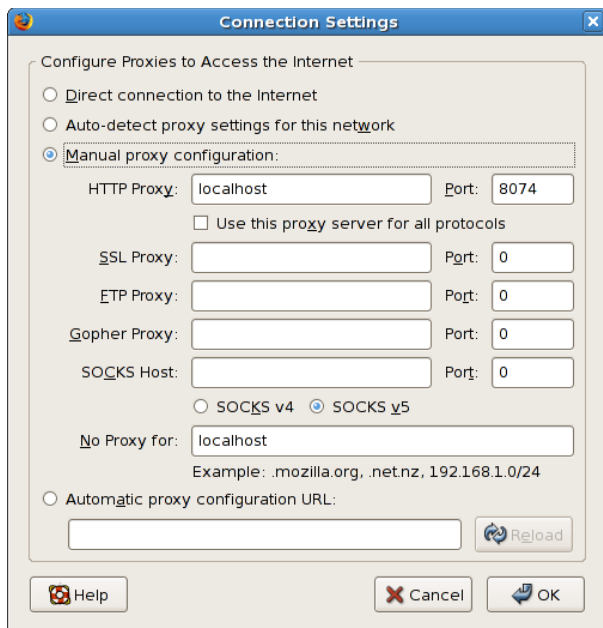 Connection Settings
Configure Proxies to Access the Internet
Direct connection to the Internet
Auto-detect proxy settings for this network
Manual proxy configuration:
HTTP Proxy: localhost Port: 8074
Use this proxy server for all protocols
SSL Proxy: Port: 0
FTP Proxy: Port: 0
Gopher Proxy: Port: 0
SOCKS Host: Port: 0
SOCKS v4 SOCKS v5
No Proxy for: localhost
Example: .mozilla.org, .net.nz, 192.168.1.0/24
Automatic proxy configuration URL:
Reload
Help Cancel OK